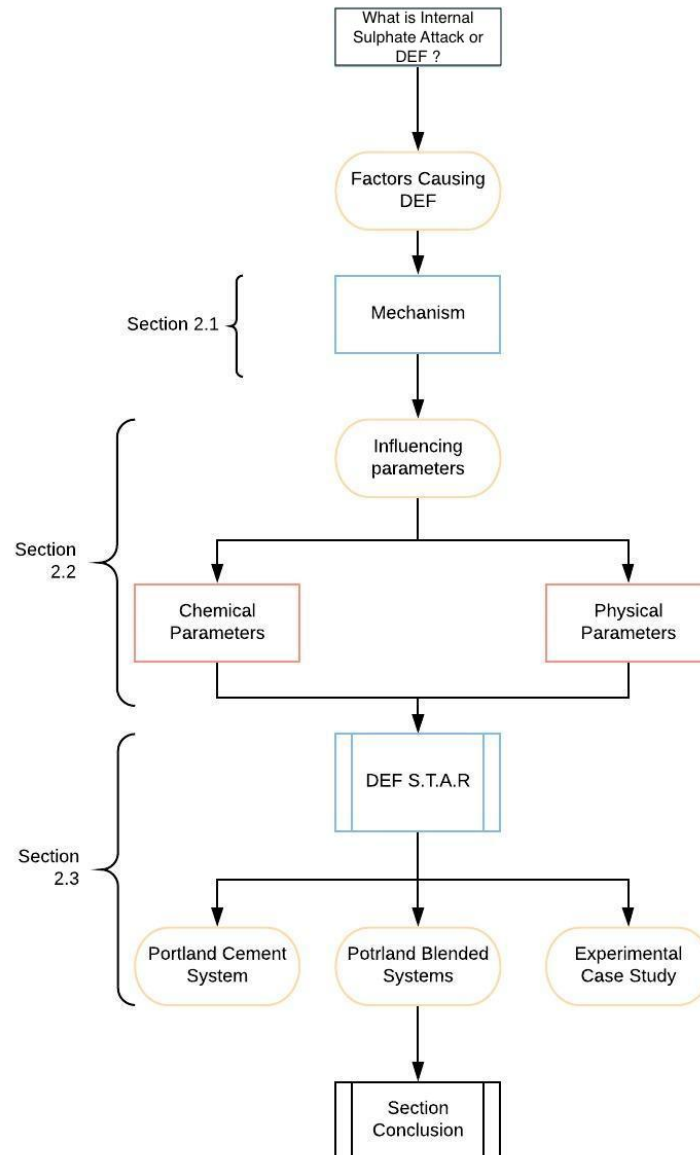 What is Internal
Sulphate Attack or
DEF ?
Factors Causing
DEF
Section 2.1
Mechanism
Influencing
parameters
Section
2.2
Chemical
Parameters
Physical
Parameters
DEF S.T.A.R
Section
2.3
Portland Cement
System
Potrland Blended
Systems
Experimental
Case Study
Section
Conclusion